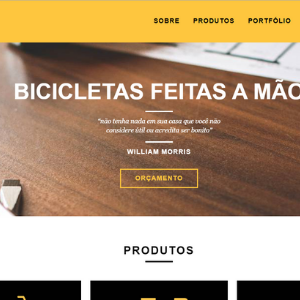 SOBRE PRODUTOS PORTFÓLIO
BICICLETAS FEITAS A MÃO
"não tenha nada em sua casa que você não
considere útil ou acredita ser bonito"
WILLIAM MORRIS
ORÇAMENTO
PRODUTOS